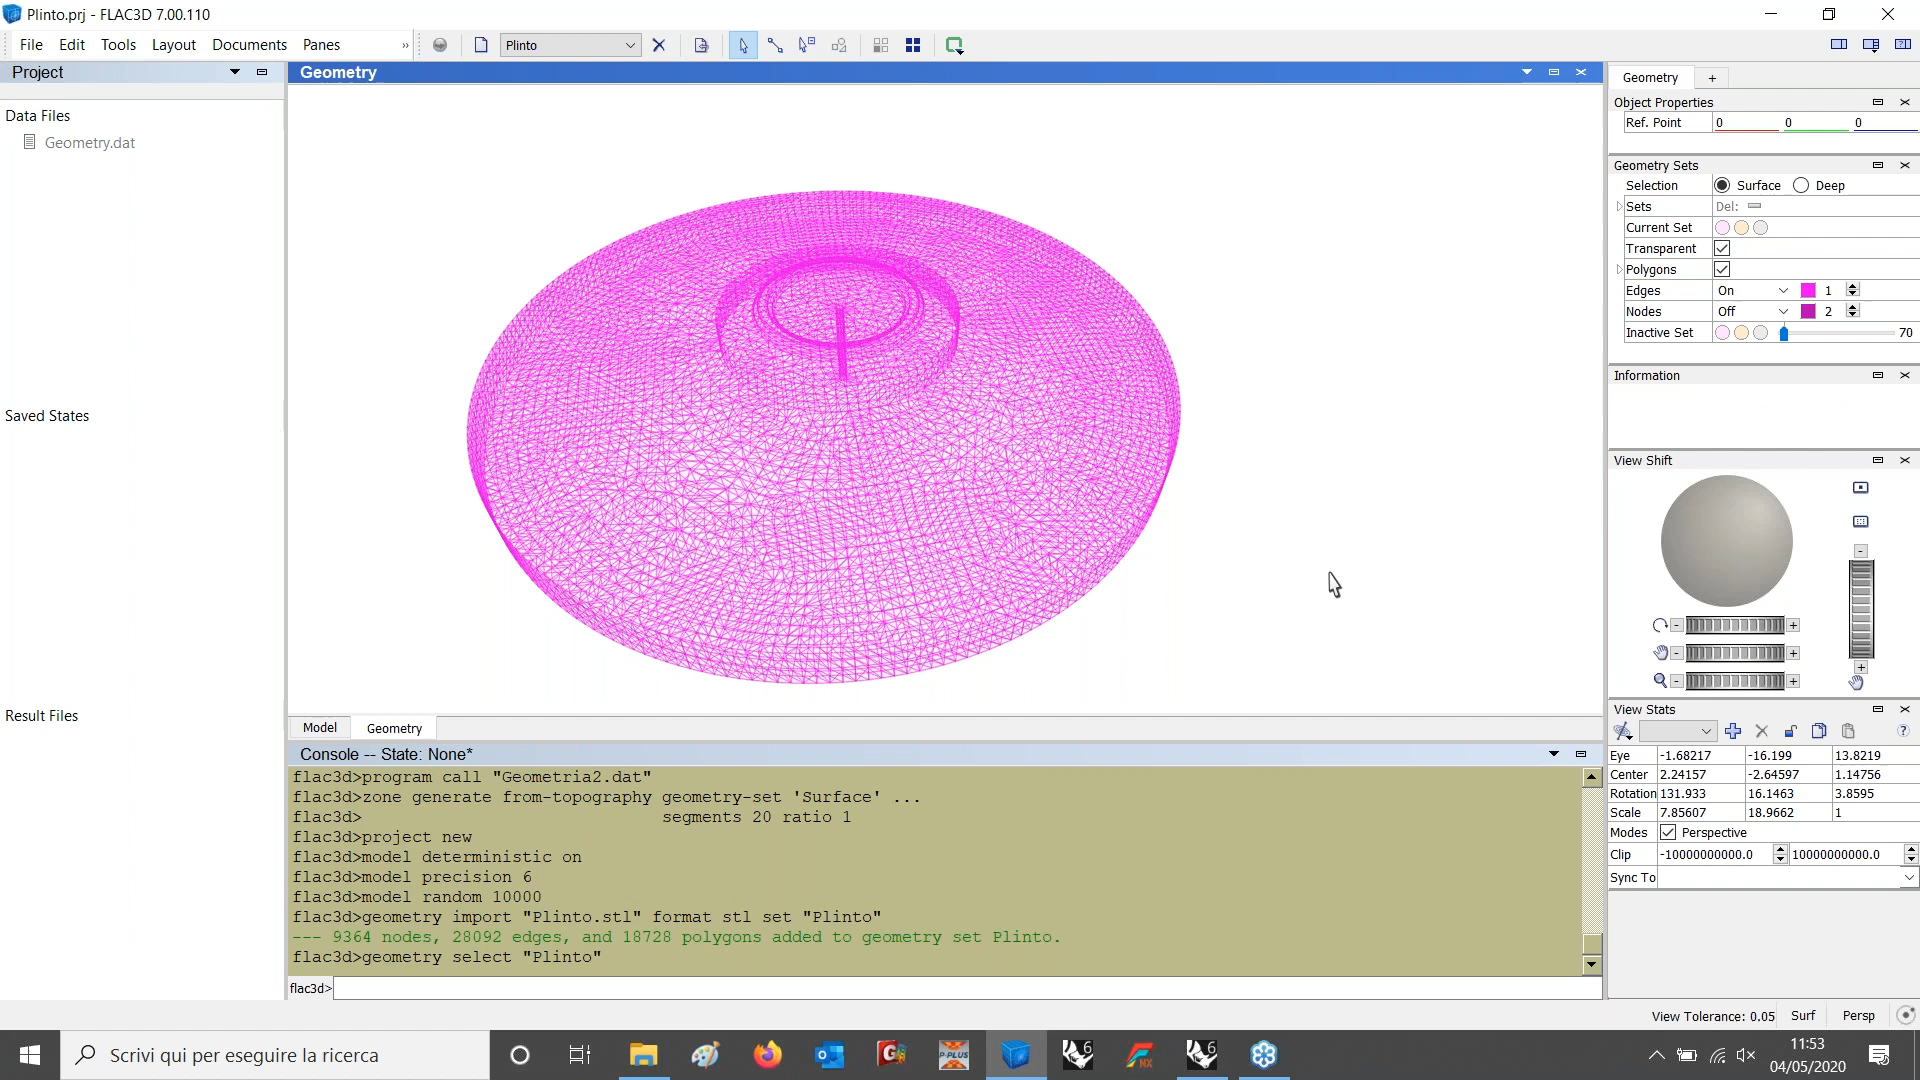 Plinto.prj - FLAC3D 7.00.110
File Edit Tools Layout Documents Panes » Plinto
Project
Data Files
Geometry.dat
Saved States
Result Files
Geometry
Model Geometry
Console -- State: None*
flac3d>program call "Geometria2.dat"
flac3d>zone generate from-topography geometry-set 'Surface' ...
flac3d> segments 20 ratio 1
flac3d>project new
flac3d>model deterministic on
flac3d>model precision 6
flac3d>model random 10000
flac3d>geometry import "Plinto.stl" format stl set "Plinto"
--- 9364 nodes, 28092 edges, and 18728 polygons added to geometry set Plinto.
flac3d>geometry select "Plinto"
flac3d>
Geometry +
Object Properties
Ref. Point 0 0 0
Geometry Sets
Selection Surface Deep
Sets Del:
Current Set
Transparent
Polygons
Edges On 1
Nodes Off 2
Inactive Set 70
Information
View Shift
- +
- +
- +
- +
View Stats
Eye -1.68217 -16.199 13.8219
Center 2.24157 -2.64597 1.14756
Rotation 131.933 16.1463 3.8595
Scale 7.85607 18.9662 1
Modes Perspective
Clip -10000000000.0 10000000000.0
Sync To
View Tolerance: 0.05 Surf Persp
Scrivi qui per eseguire la ricerca
P-PLUS
6
NX
6
11:53
04/05/2020